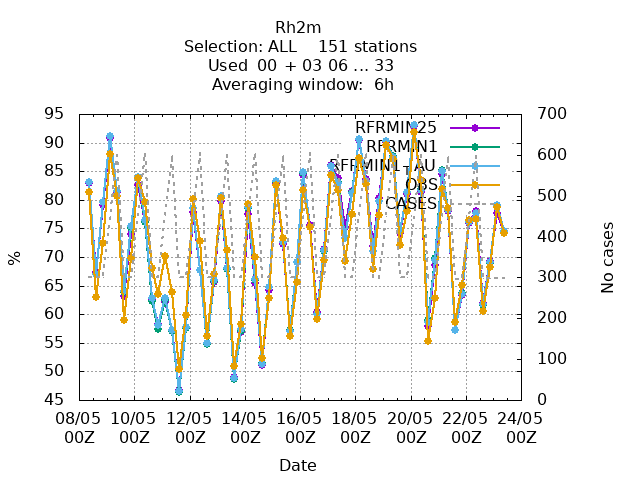 Rh2m
Selection: ALL    151 stations
Used  00 + 03 06 ... 33
Averaging window:  6h
95
90
85
80
75
70
65
60
55
50
45
%
700
600
500
400
300
200
100
0
No cases
RFRMIN25
RFRMIN1
RFRMIN1_AU
OBS
CASES
08/05 10/05 12/05 14/05 16/05 18/05 20/05 22/05 24/05
00Z 00Z 00Z 00Z 00Z 00Z 00Z 00Z 00Z
Date